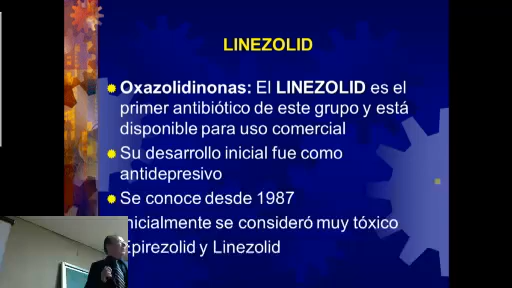 LINEZOLID
Oxazolidinonas: El LINEZOLID es el
primer antibiótico de este grupo y está
disponible para uso comercial
Su desarrollo inicial fue como
antidepresivo
Se conoce desde 1987
nicialmente se consideró muy tóxico
Epirezolid y Linezolid